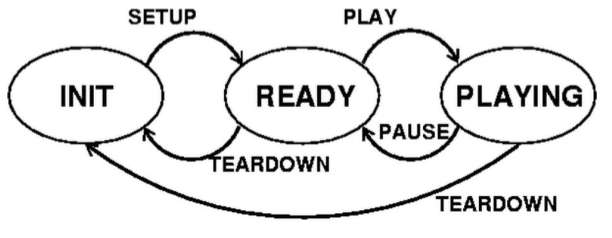 SETUP
PLAY
INIT
READY
PLAYING
PAUSE
TEARDOWN
TEARDOWN